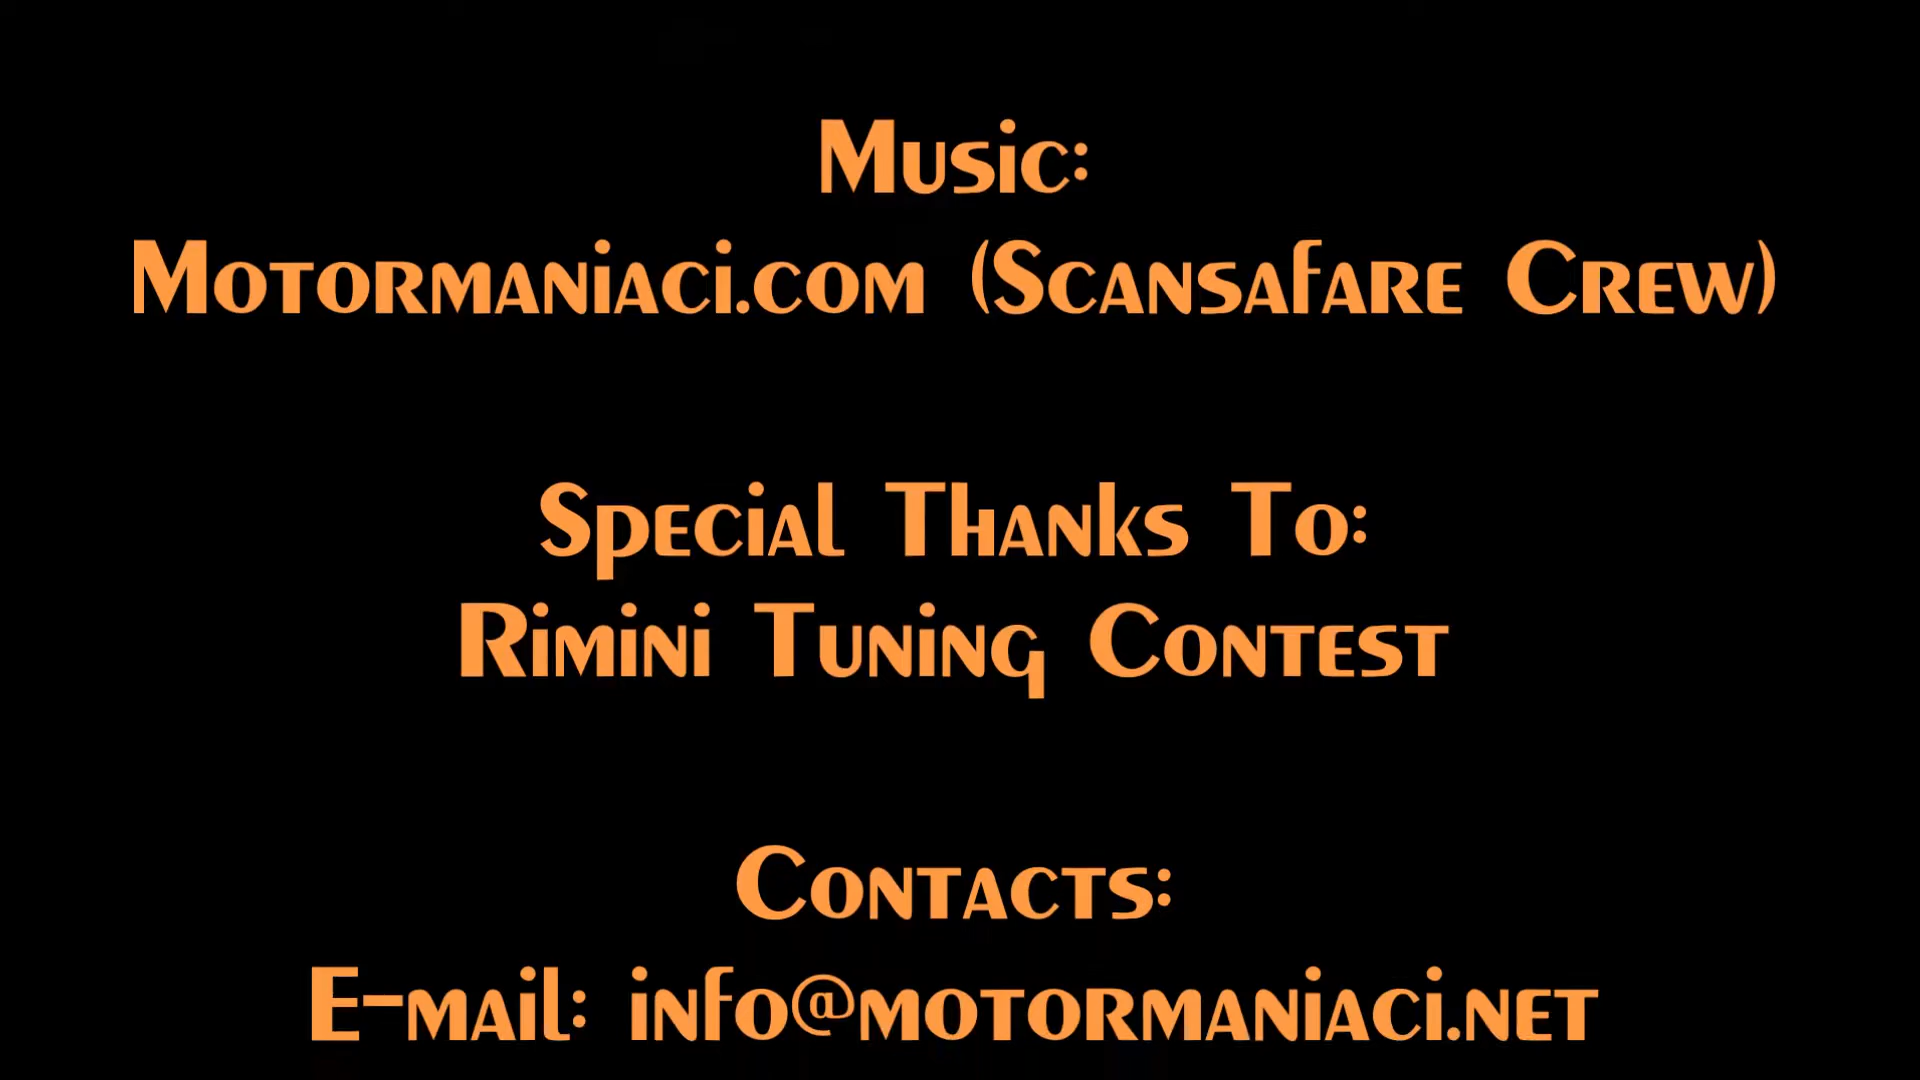 Music:
Motormaniaci.com (Scansafare Crew)
Special Thanks To:
Rimini Tuning Contest
Contacts:
E-mail: info@motormaniaci.net